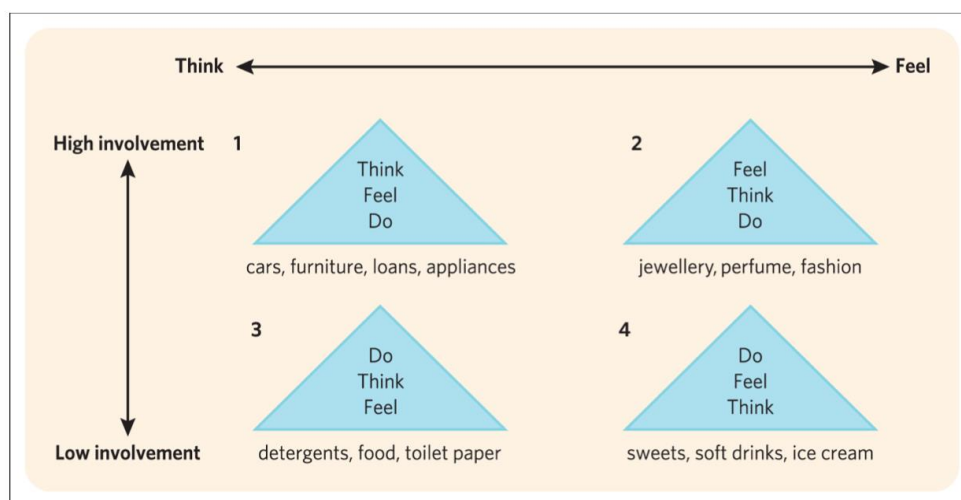 Think
Feel
High involvement
1
Think
Feel
Do
cars, furniture, loans, appliances
2
Feel
Think
Do
jewellery, perfume, fashion
3
Do
Think
Feel
detergents, food, toilet paper
4
Do
Feel
Think
sweets, soft drinks, ice cream
Low involvement